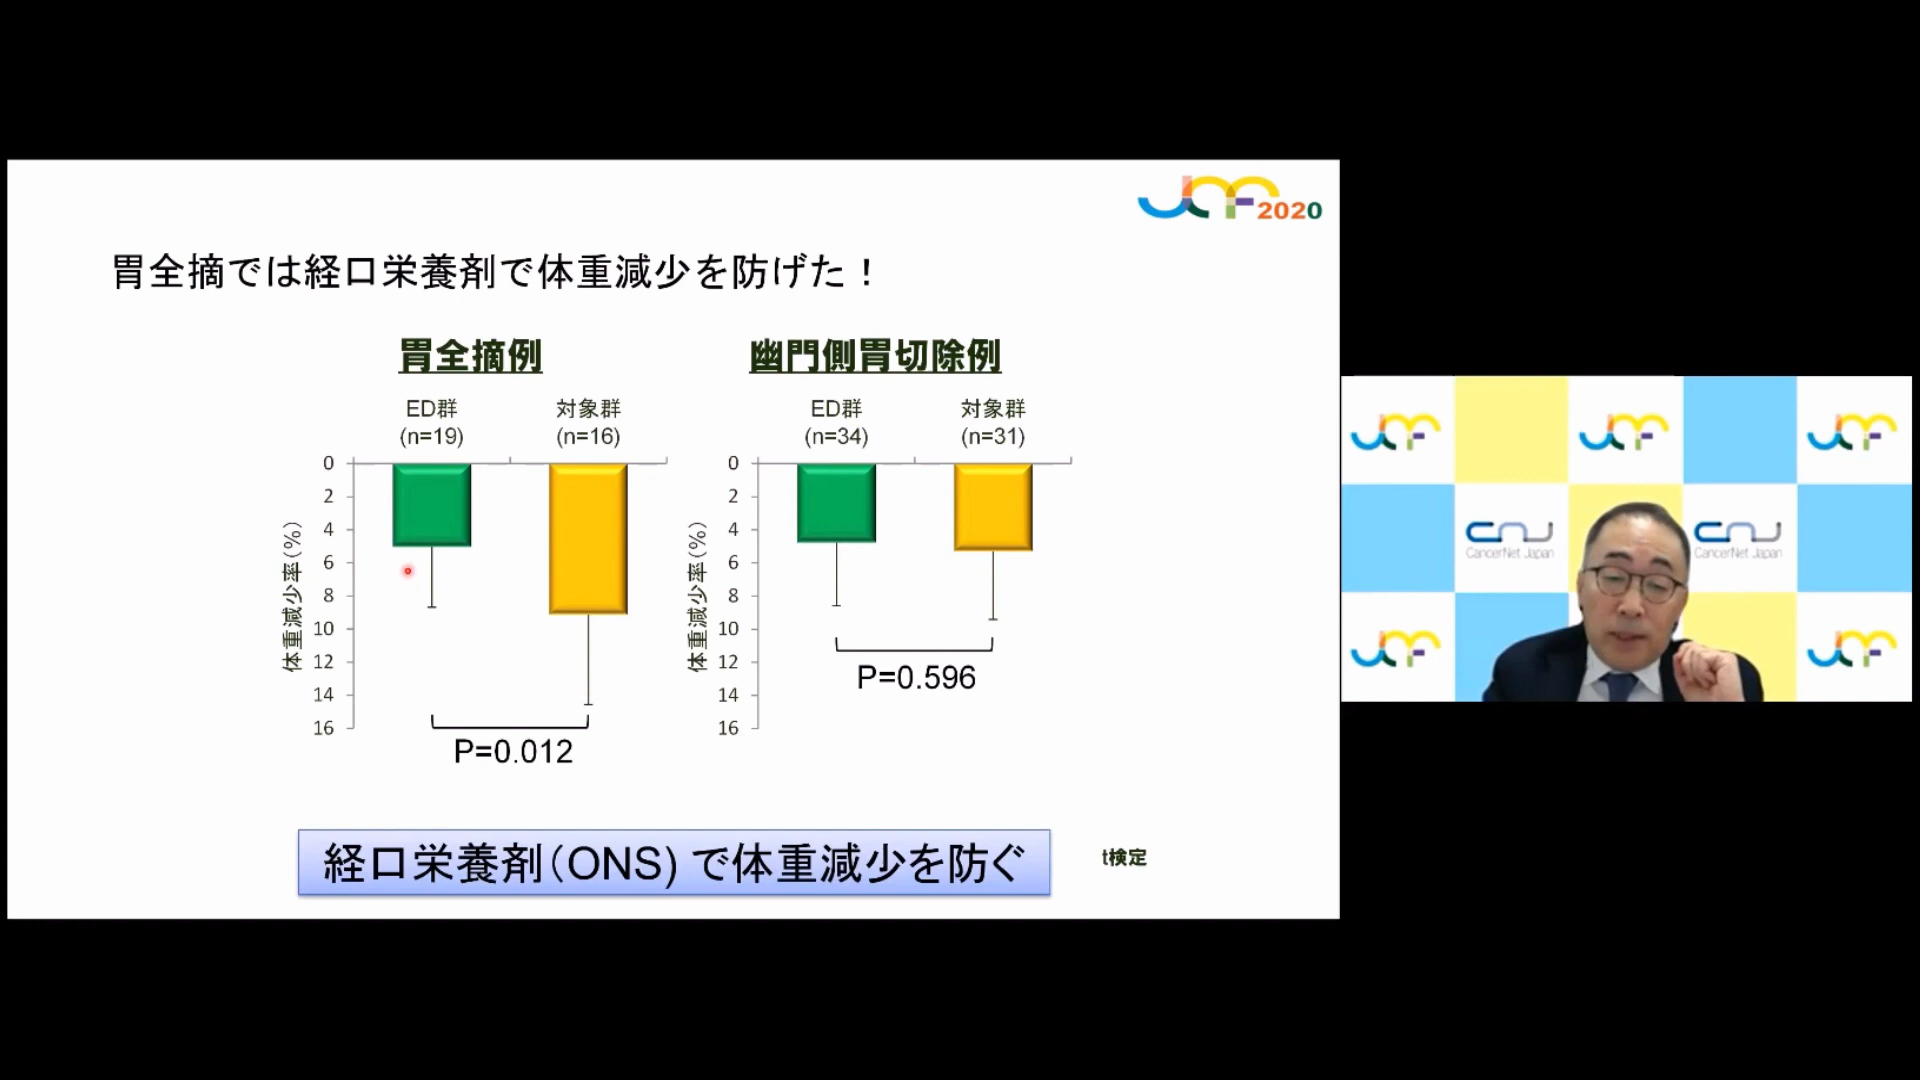 2020
胃全摘では経口栄養剤で体重減少を防げた！
胃全摘例
ED群
(n=19)
対象群
(n=16)
0
2
4
6
8
10
12
14
16
体重減少率(%)
P=0.012
幽門側胃切除例
ED群
(n=34)
対象群
(n=31)
0
2
4
6
8
10
12
14
16
体重減少率(%)
P=0.596
経口栄養剤(ONS) で体重減少を防ぐ
t検定
CancerNet Japan
CancerNet Japan